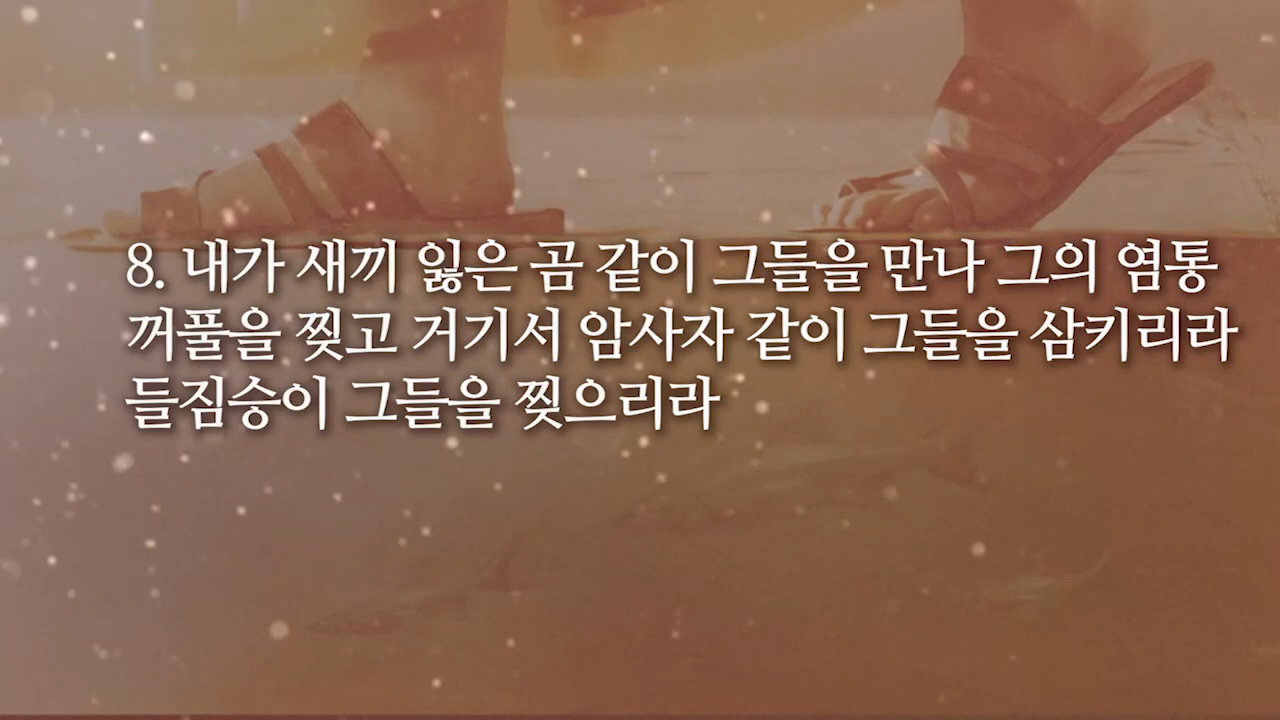 8. 내가 새끼 잃은 곰 같이 그들을 만나 그의 염통
꺼풀을 찢고 거기서 암사자 같이 그들을 삼키리라
들짐승이 그들을 찢으리라